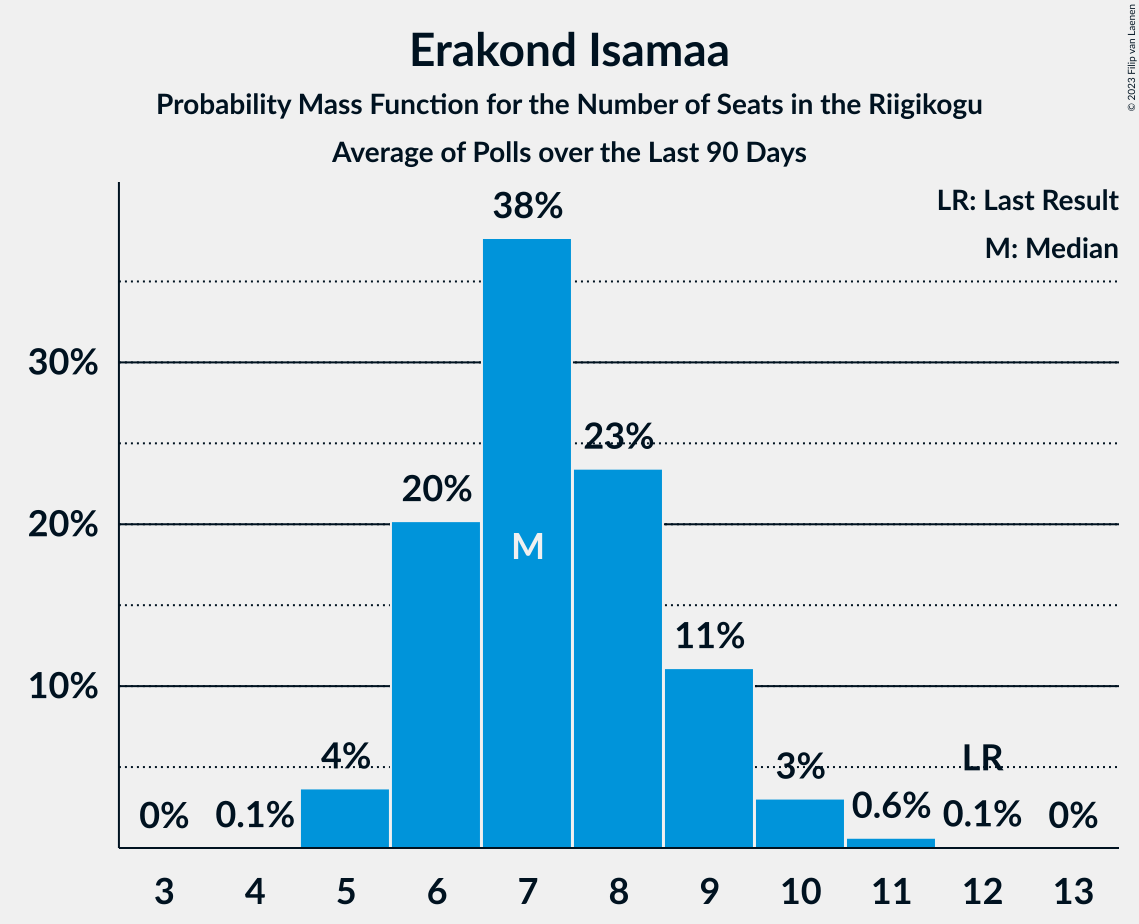 Erakond Isamaa
Probability Mass Function for the Number of Seats in the Riigikogu
Average of Polls over the Last 90 Days
© 2023 Filip van Laenen
LR: Last Result
M: Median
38%
30%
23%
20%
20%
M
11%
10%
4%
3%
LR
0%
0.1%
0.6%
0.1%
0%
3 4 5 6 7 8 9 10 11 12 13